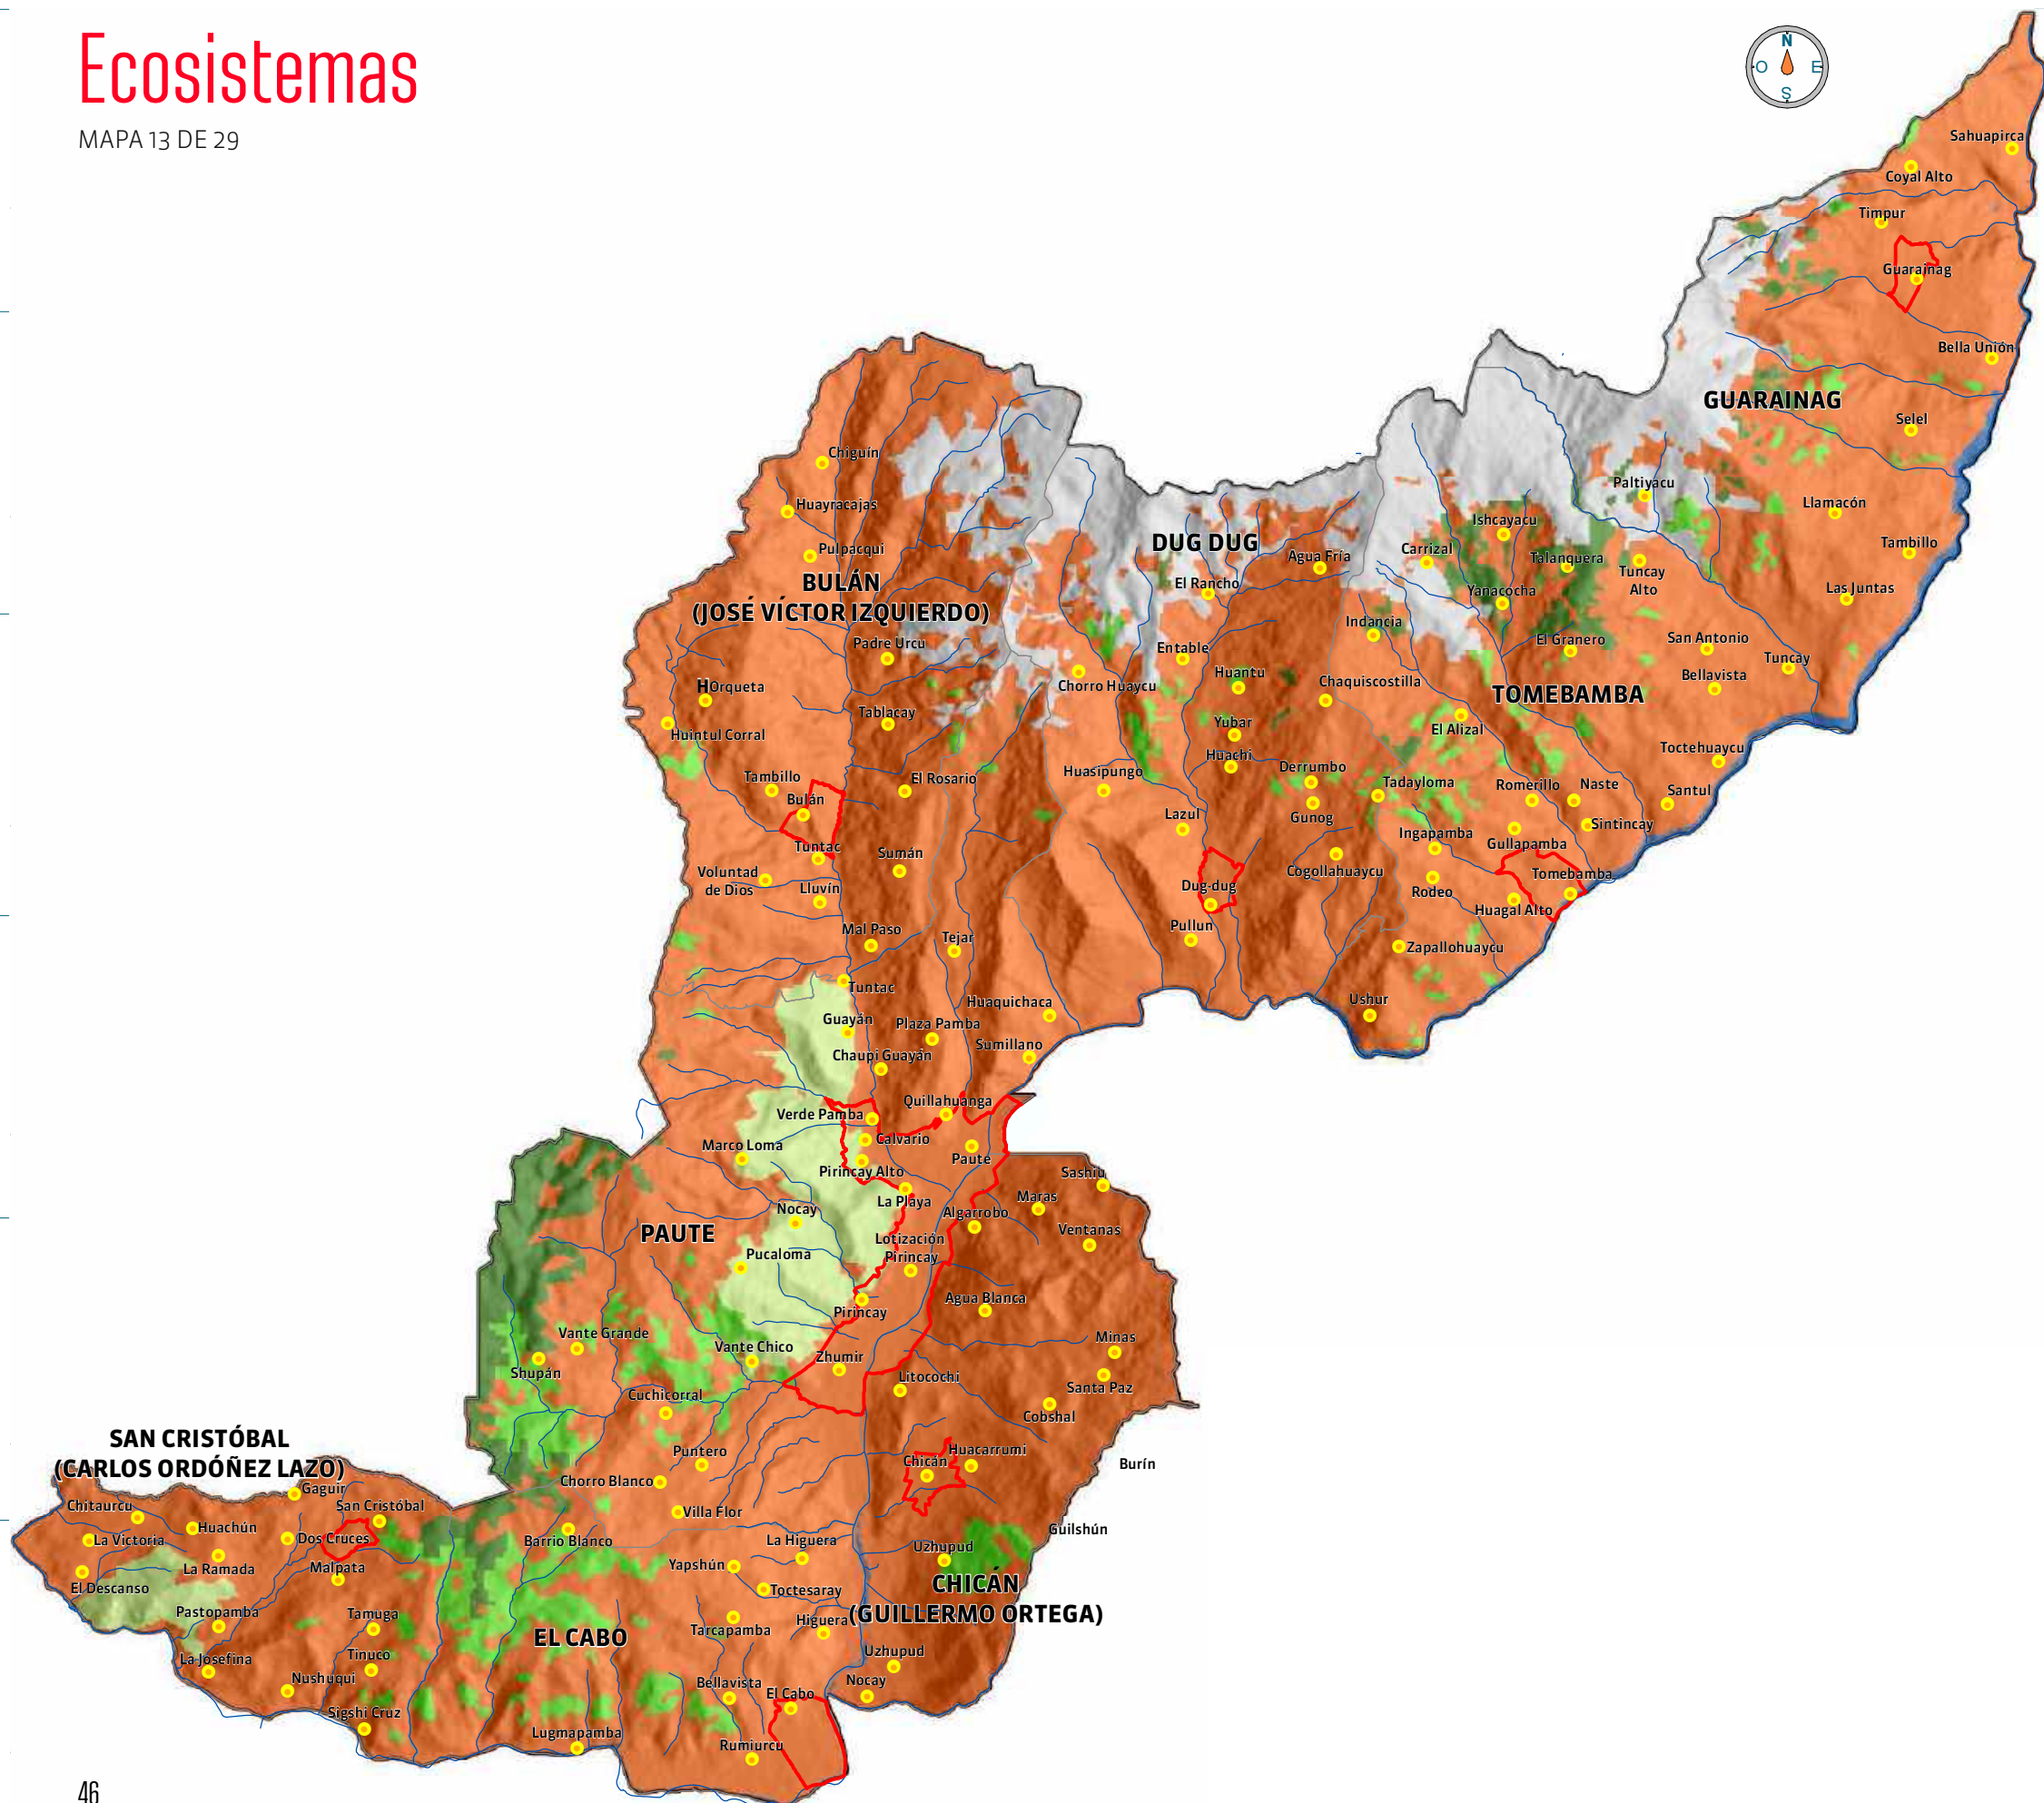 Ecosistemas
MAPA 13 DE 29
N
O
E
S
Sahuapirca
Coyal Alto
Timpur
Guarainag
Bella Unión
GUARAINAG
Selel
Chiguín
Paltiyacu
Huayracajas
Llamacón
Ishcayacu
DUG DUG
Tambillo
Pulpacqui
Carrizal
Agua Fría
Talanquera
Tuncay
Alto
BULÁN
El Rancho
Las Juntas
Yanacocha
(JOSÉ VÍCTOR IZQUIERDO)
Indancia
San Antonio
El Granero
Padre Urcu
Entable
Tuncay
Huantu
Bellavista
HOrqueta
Chorro Huaycu
Chaquiscostilla
TOMEBAMBA
Tablacay
Yubar
El Alizal
Huintul Corral
Toctehuaycu
Huachi
Tambillo
El Rosario
Huasipungo
Derrumbo
Tadayloma
Romerillo
Naste
Santul
Bulán
Lazul
Gunog
Sintincay
Ingapamba
Gullapamba
Tuntac
Sumán
Voluntad
de Dios
Cogollahuaycu
Tomebamba
Lluvín
Dug-dug
Rodeo
Huagal Alto
Mal Paso
Tejar
Pullun
Zapallohuaycu
Tuntac
Huaquichaca
Ushur
Guayán
Plaza Pamba
Sumillano
Chaupi Guayán
Quillahuanga
Verde Pamba
Calvario
Marco Loma
Paute
Pirincay Alto
Sashiu
La Playa
Maras
Nocay
Algarrobo
PAUTE
Ventanas
Lotización
Pirincay
Pucaloma
Agua Blanca
Pirincay
Vante Grande
Minas
Vante Chico
Zhumir
Shupán
Litocochi
Santa Paz
Cuchicorral
Cobshal
SAN CRISTÓBAL
(CARLOS ORDÓÑEZ LAZO)
Puntero
Huacarrumi
Chicán
Burín
Chorro Blanco
Gaguir
Chitaurcu
San Cristóbal
Villa Flor
Huachún
Guilshún
La Victoria
Dos Cruces
Barrio Blanco
La Higuera
Uzhupud
La Ramada
Malpata
Yapshún
El Descanso
CHICÁN
Toctesaray
Pastopamba
Tamuga
(GUILLERMO ORTEGA)
Higuera
EL CABO
Tarcapamba
Tinuco
Uzhupud
La Josefina
Nushuqui
Bellavista
Nocay
El Cabo
Sigshi Cruz
Lugmapamba
Rumiurcu
46